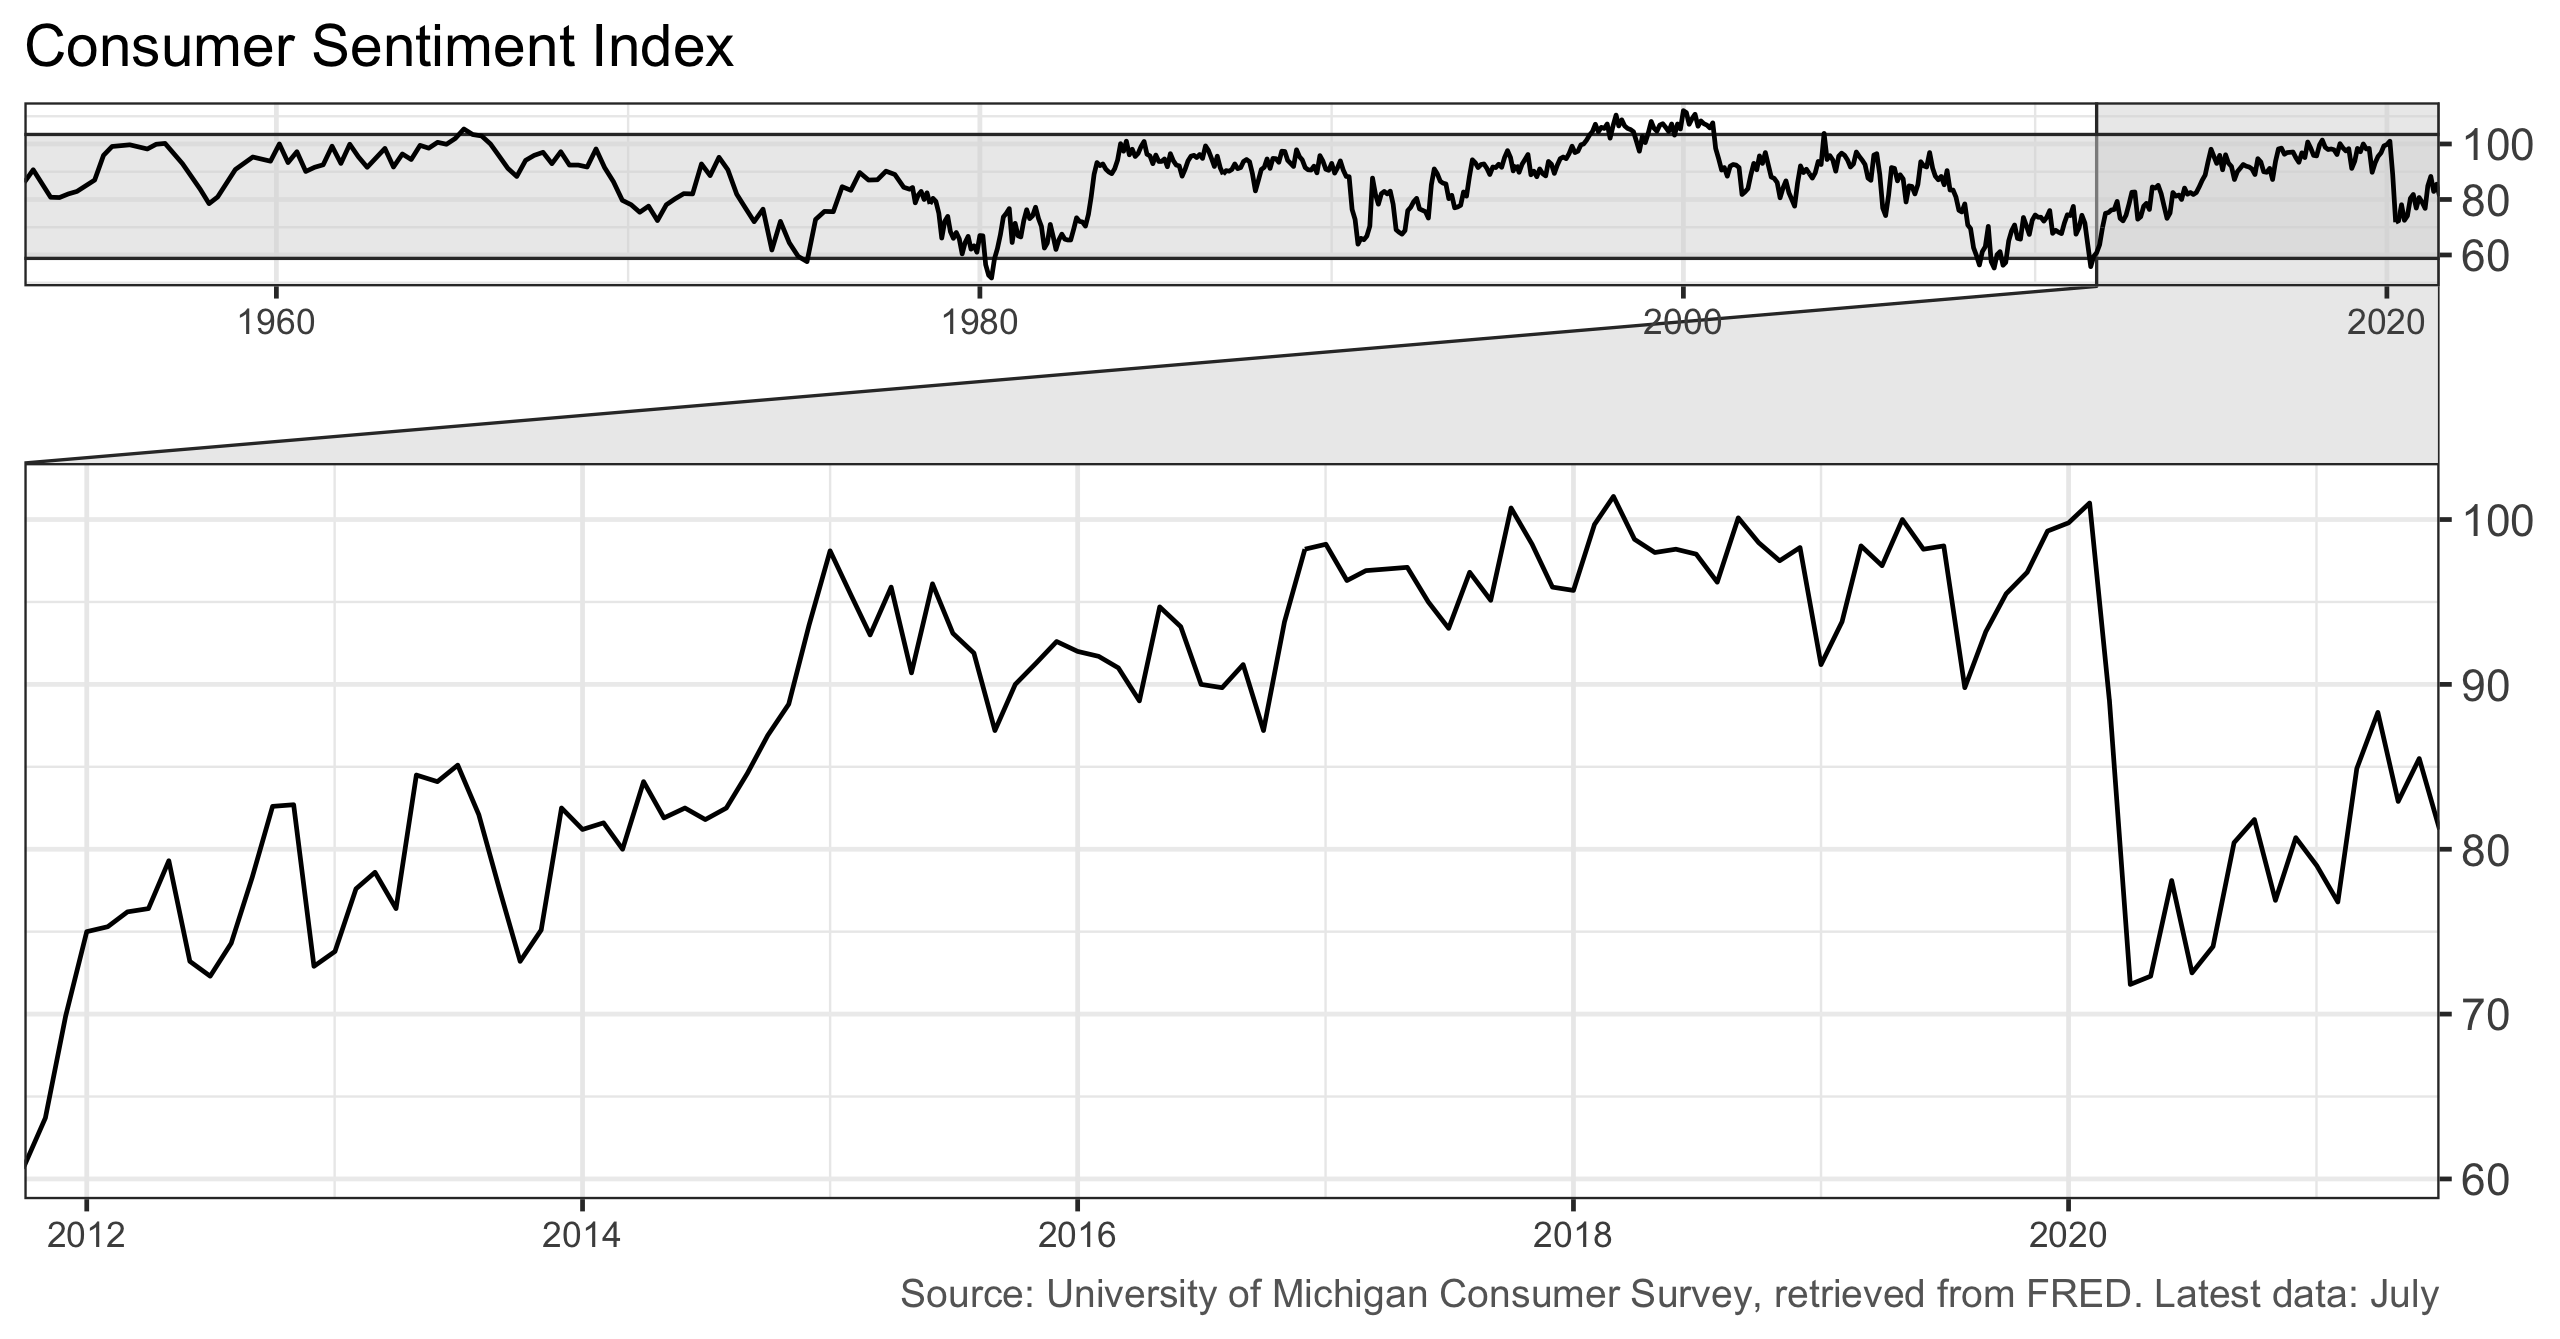 Consumer Sentiment Index
100
80
60
1960 1980 2000 2020
100
90
80
70
60
2012 2014 2016 2018 2020
Source: University of Michigan Consumer Survey, retrieved from FRED. Latest data: July